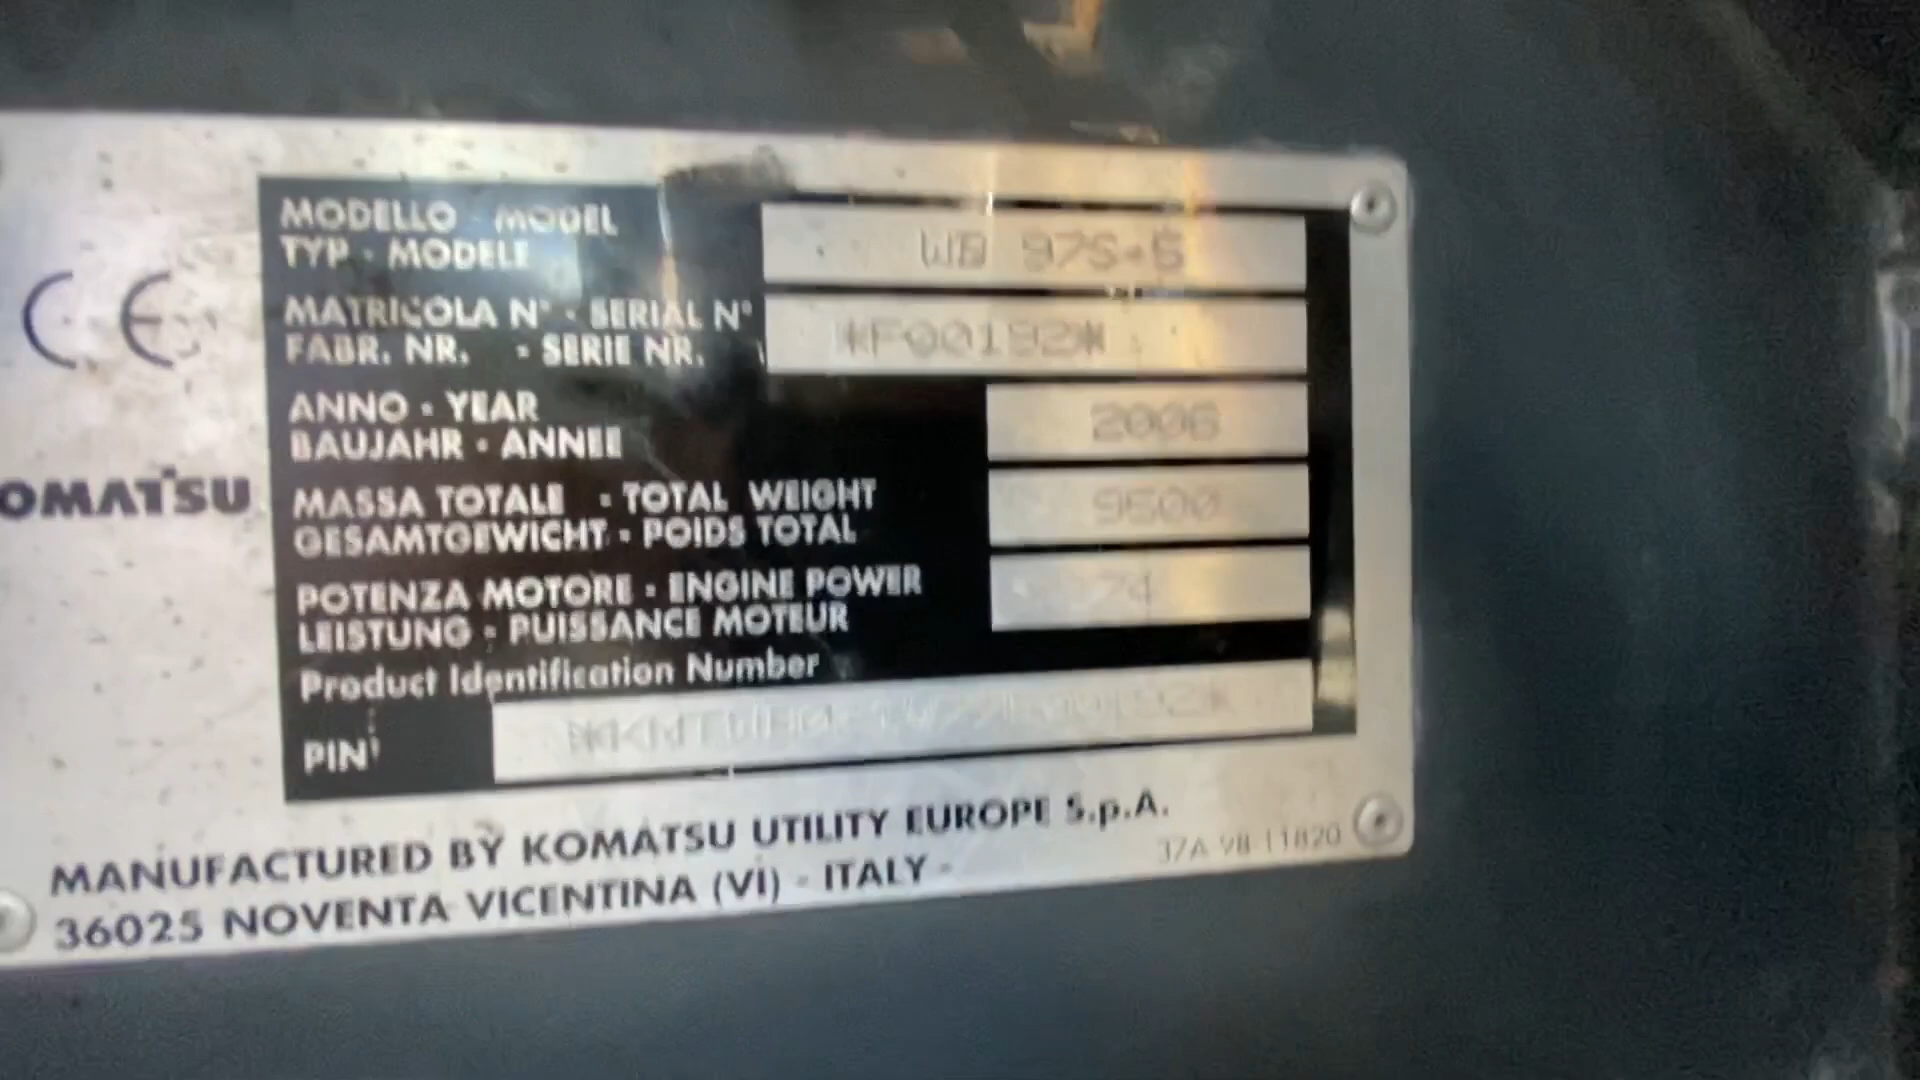 MODELLO - MODEL
TYP - MODELE
WB 97S-5
MATRICOLA N° - SERIAL N°
FABR. NR. - SERIE NR.
*F00192*
CE
ANNO - YEAR
BAUJAHR - ANNEE
2006
OMATSU
MASSA TOTALE - TOTAL WEIGHT
GESAMTGEWICHT - POIDS TOTAL
9500
POTENZA MOTORE - ENGINE POWER
LEISTUNG - PUISSANCE MOTEUR
74
Product Identification Number
PIN
MANUFACTURED BY KOMATSU UTILITY EUROPE S.p.A.
36025 NOVENTA VICENTINA (VI) - ITALY -
37A 98 11820